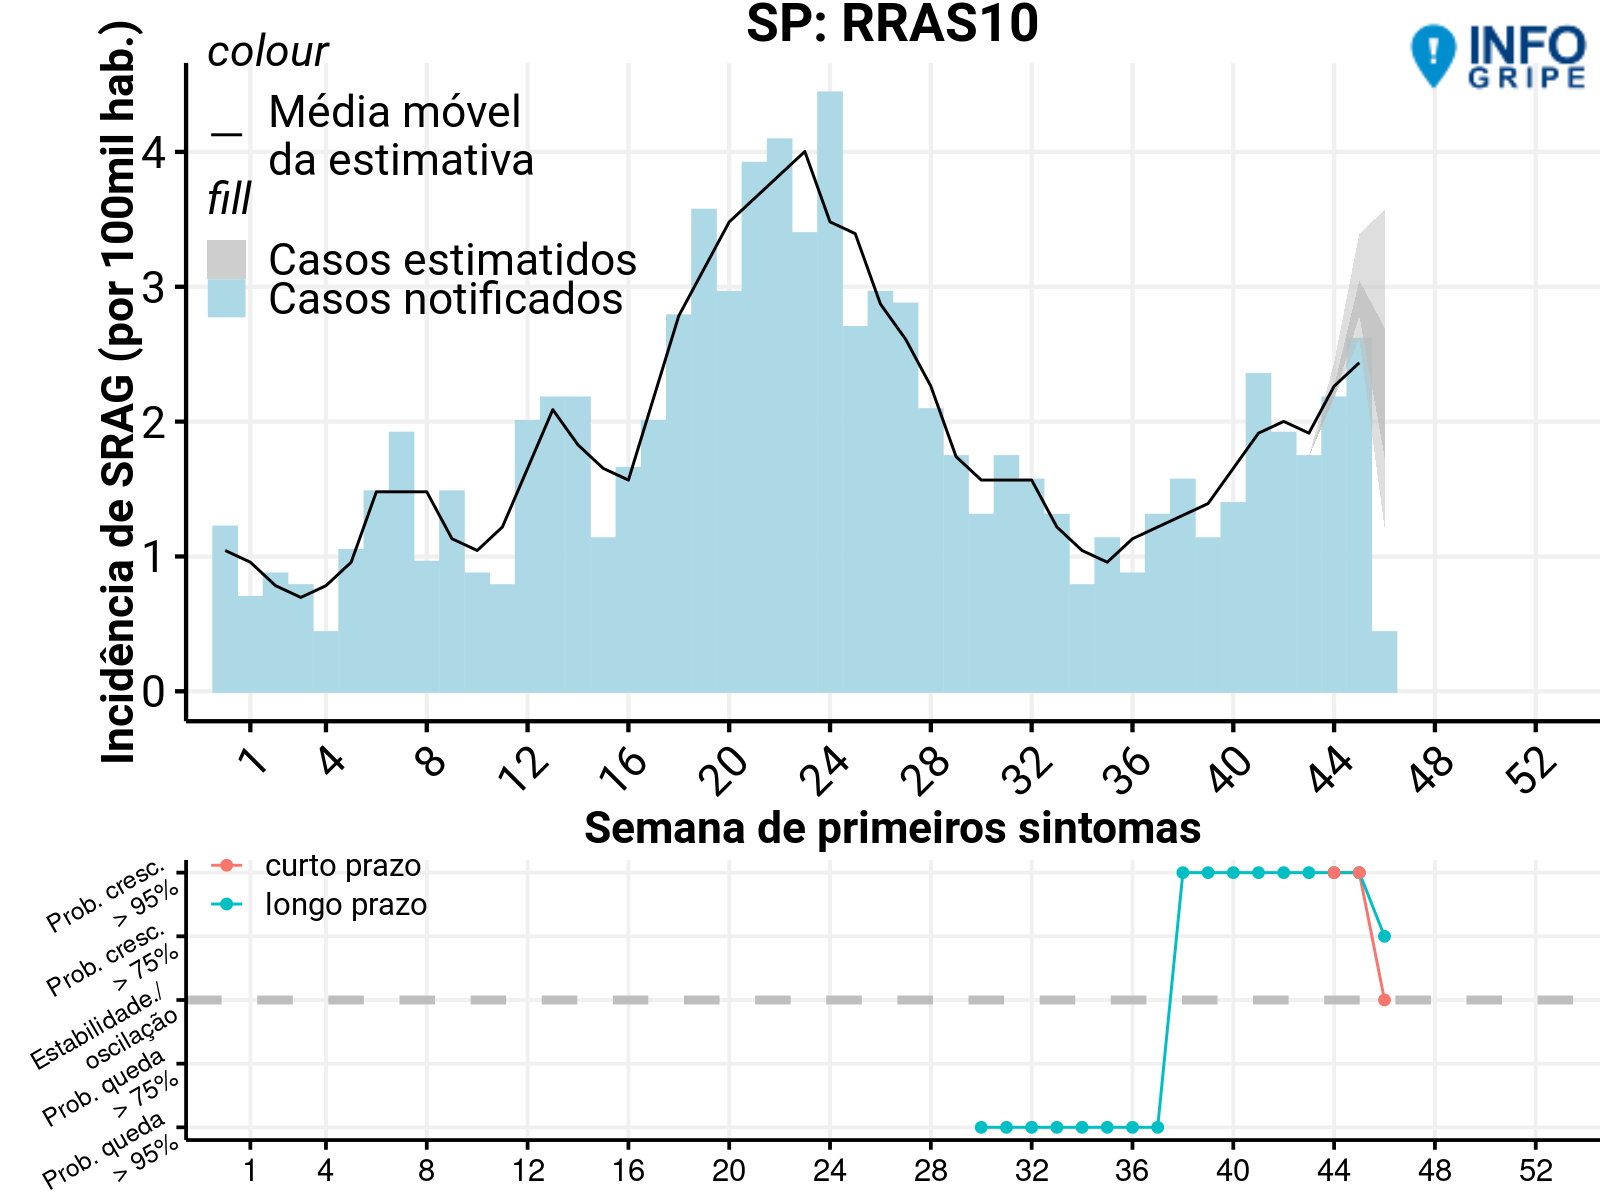 SP: RRAS10
INFO
GRIPE
colour
Média móvel
da estimativa
fill
Casos estimatidos
Casos notificados
Incidência de SRAG (por 100mil hab.)
4
3
2
1
0
1 4 8 12 16 20 24 28 32 36 40 44 48 52
Semana de primeiros sintomas
curto prazo
longo prazo
Prob. cresc.
> 95%
Prob. cresc.
> 75%
Estabilidade./
oscilação
Prob. queda
> 75%
Prob. queda
> 95%
1 4 8 12 16 20 24 28 32 36 40 44 48 52